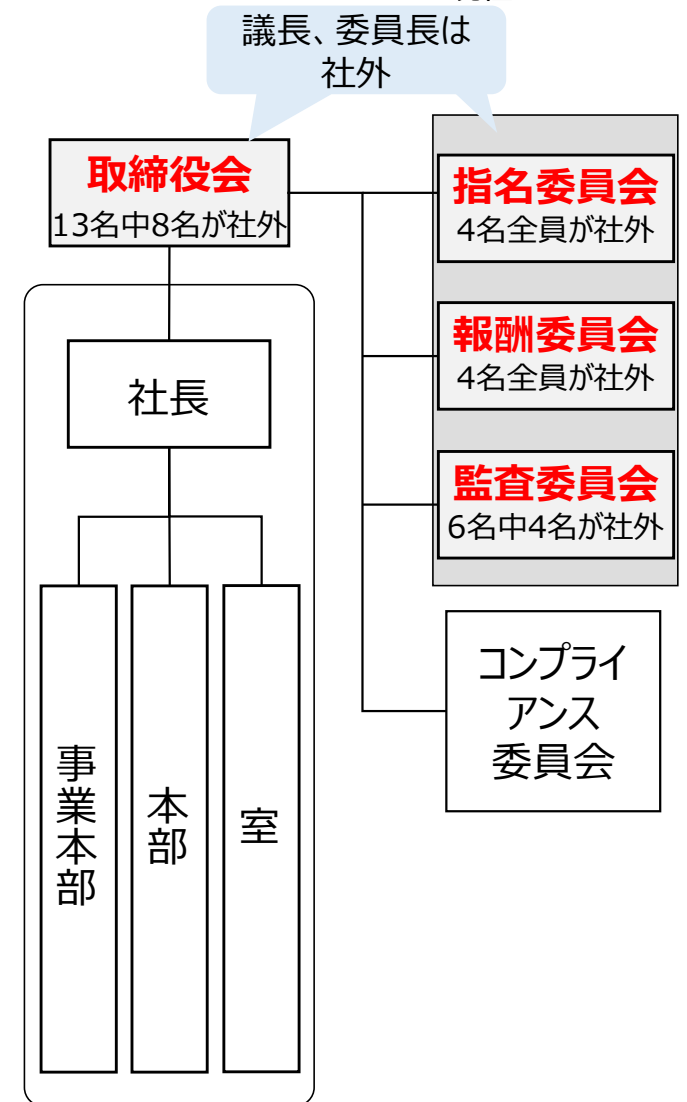 議長、委員長は
社外
取締役会
13名中8名が社外
指名委員会
4名全員が社外
報酬委員会
4名全員が社外
監査委員会
6名中4名が社外
コンプライ
アンス
委員会
社長
事業本部
本部
室